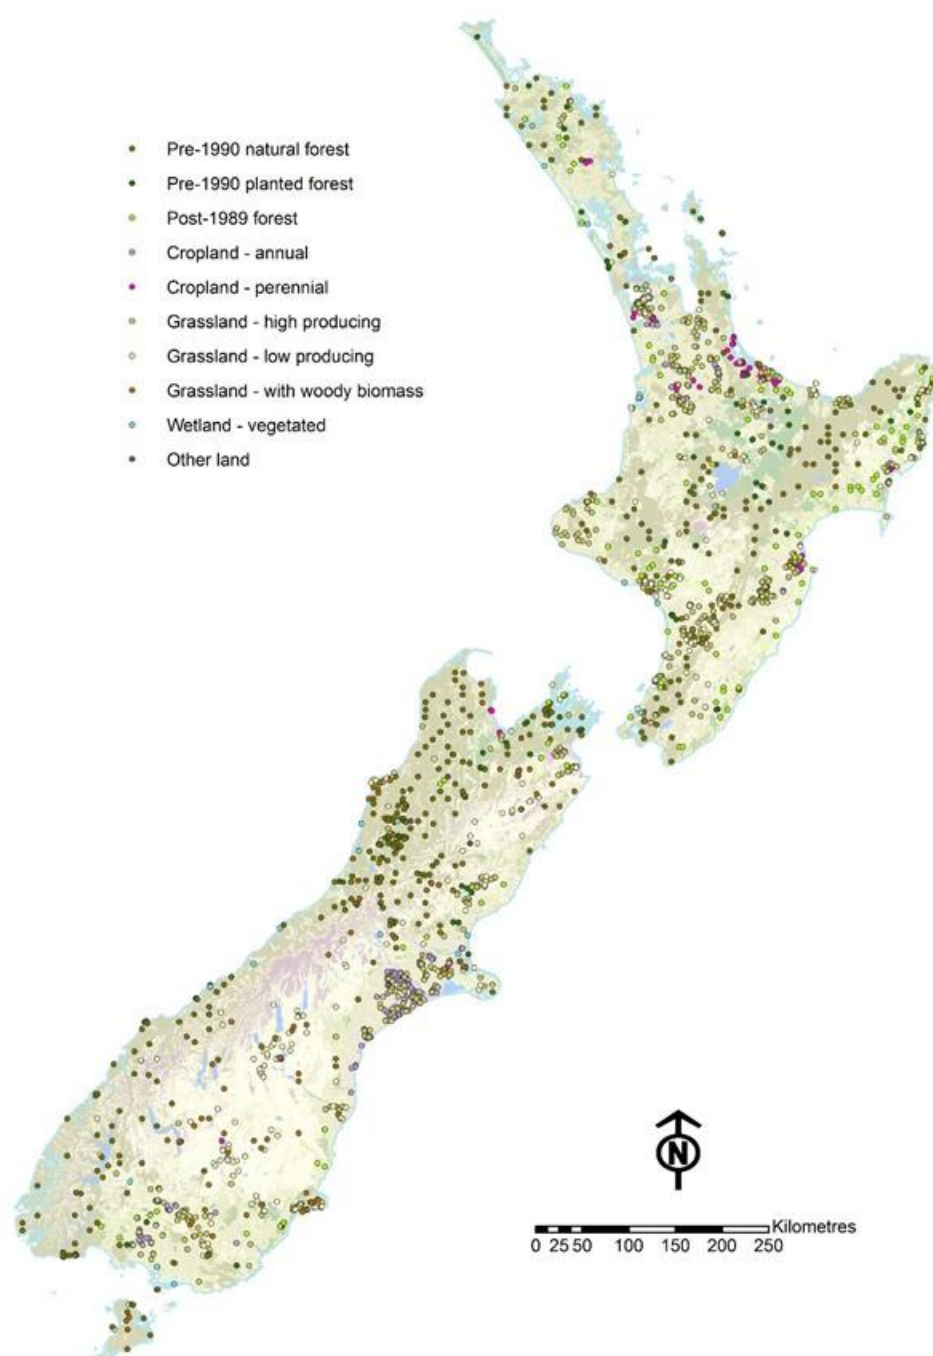 Pre-1990 natural forest
Pre-1990 planted forest
Post-1989 forest
Cropland - annual
Cropland - perennial
Grassland - high producing
Grassland - low producing
Grassland - with woody biomass
Wetland - vegetated
Other land
N
Kilometres
0 25 50 100 150 200 250